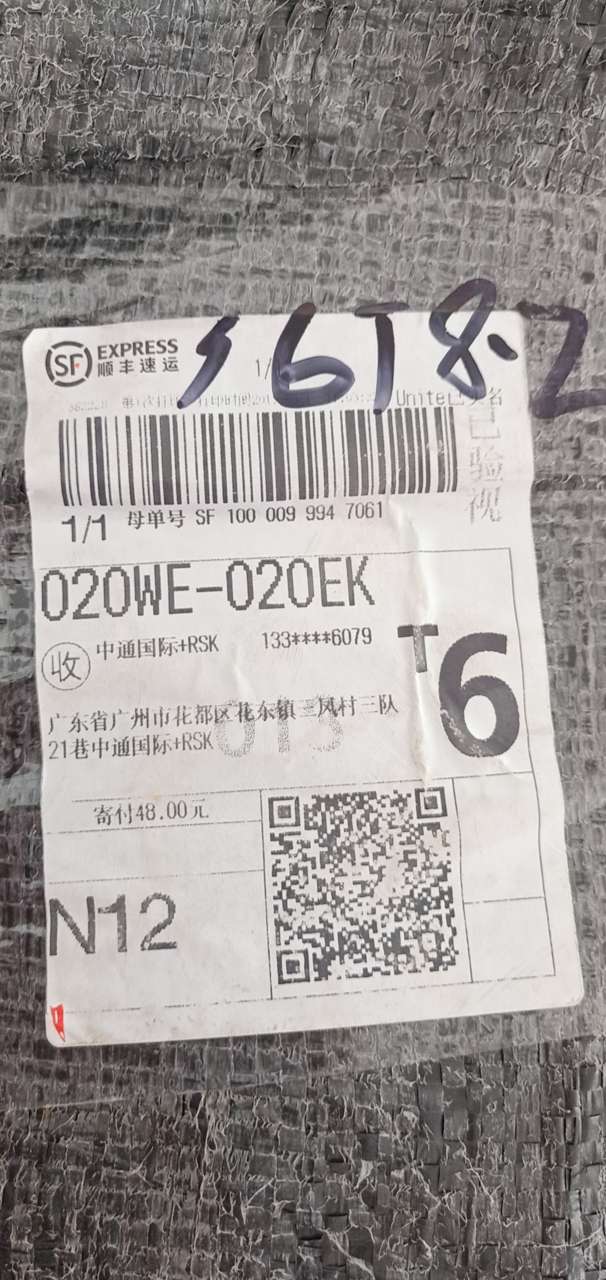 SF EXPRESS
顺丰速运
已验视
1/1 母单号 SF 100 009 994 7061
020WE-020EK
收 中通国际+RSK 133****6079
T6
广东省广州市花都区花东镇三凤村三队
21巷中通国际+RSK
寄付48.00元
N12